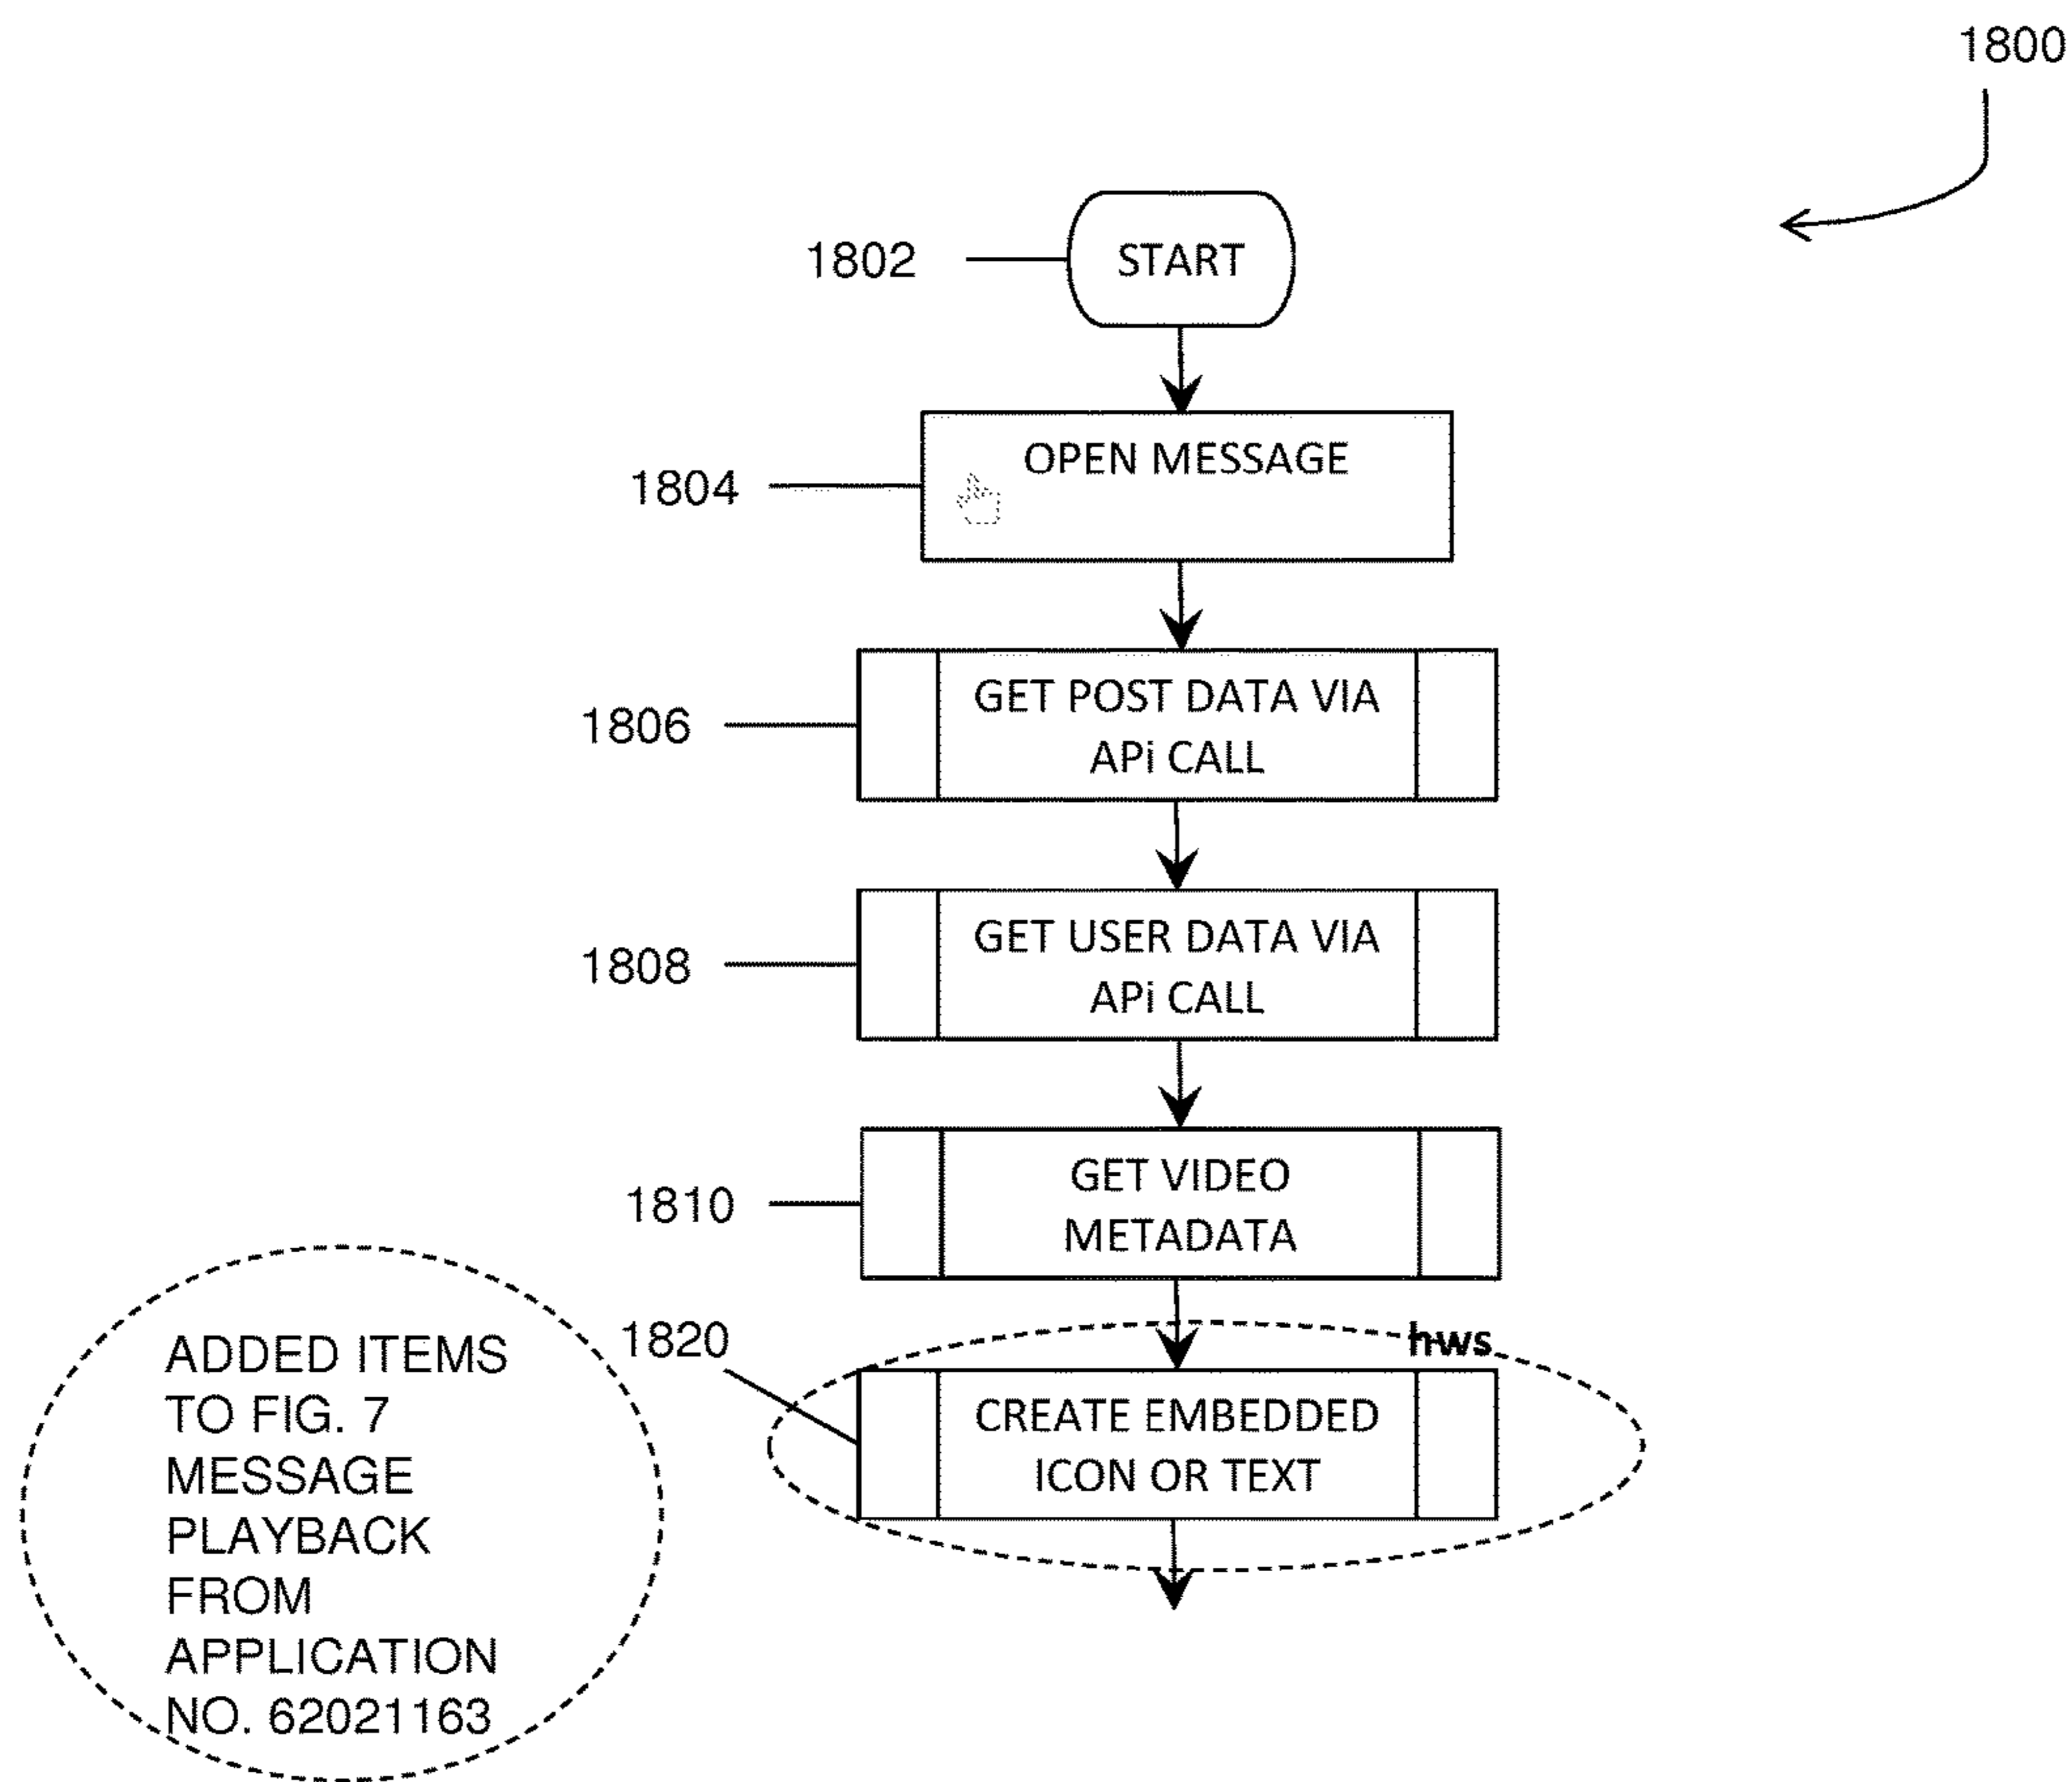 1800
1802
START
1804
OPEN MESSAGE
1806
GET POST DATA VIA
APi CALL
1808
GET USER DATA VIA
APi CALL
1810
GET VIDEO
METADATA
1820
hws
CREATE EMBEDDED
ICON OR TEXT
ADDED ITEMS
TO FIG. 7
MESSAGE
PLAYBACK
FROM
APPLICATION
NO. 62021163